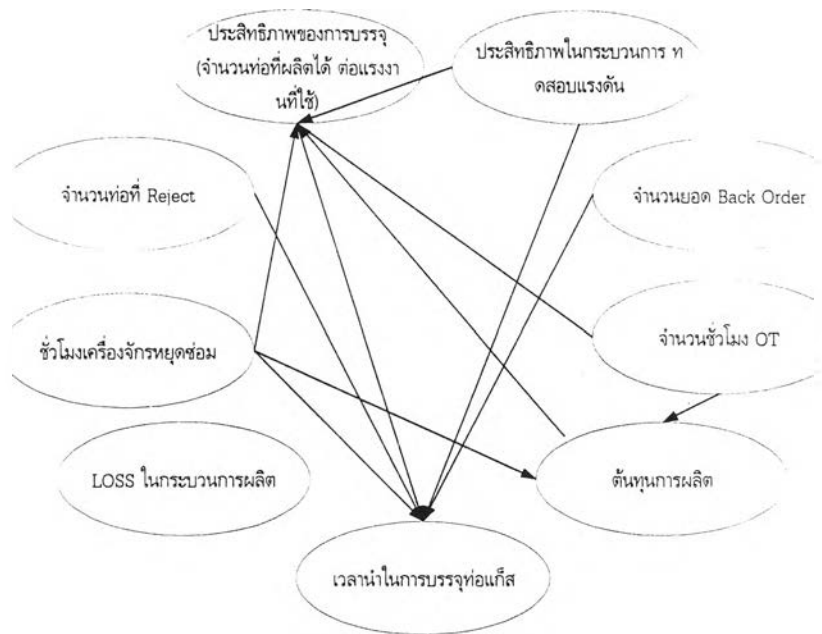 ประสิทธิภาพของการบรรจุ
(จำนวนท่อที่ผลิตได้ ต่อแรงงา
นที่ใช้)
ประสิทธิภาพในกระบวนการ ท
ดสอบแรงดัน
จำนวนท่อที่ Reject
จำนวนยอด Back Order
ชั่วโมงเครื่องจักรหยุดซ่อม
จำนวนชั่วโมง OT
LOSS ในกระบวนการผลิต
ต้นทุนการผลิต
เวลานำในการบรรจุท่อแก็ส